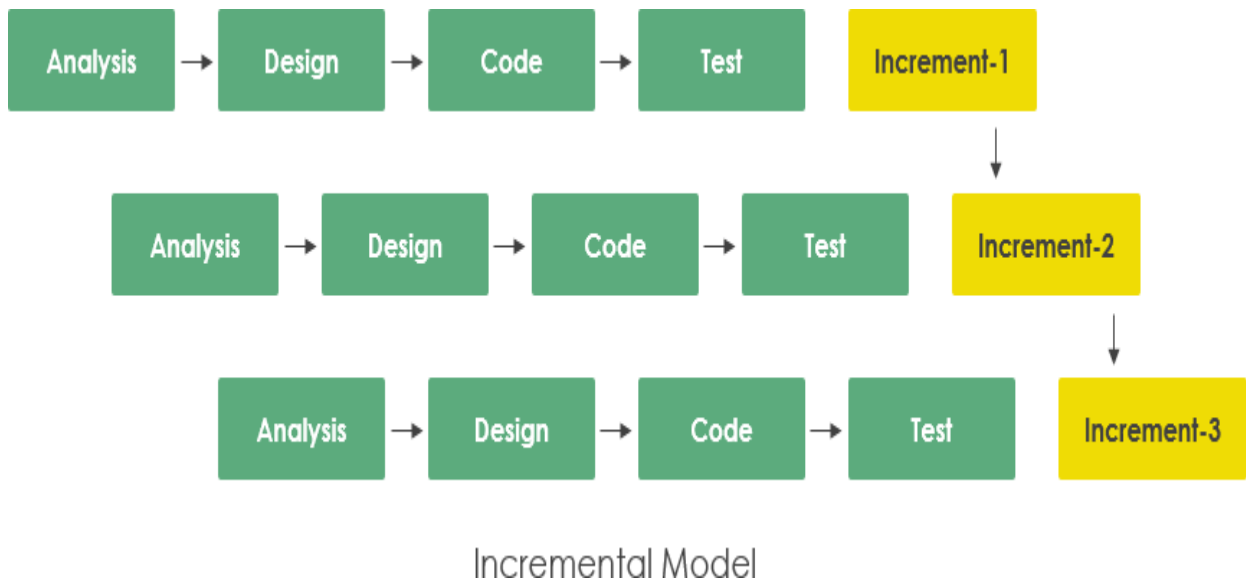 Analysis Design Code Test Increment-1
Analysis Design Code Test Increment-2
Analysis Design Code Test Increment-3
Incremental Model